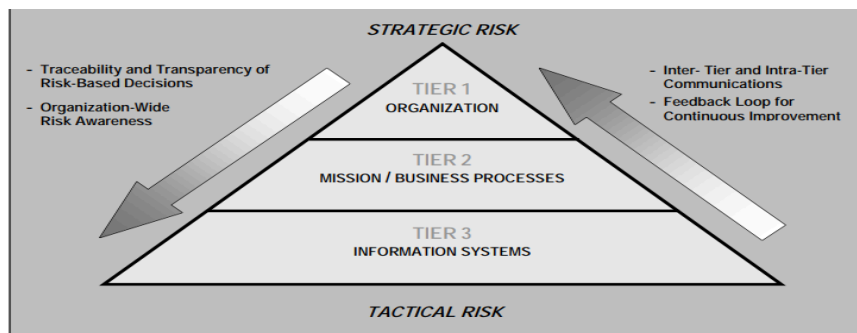 STRATEGIC RISK
- Traceability and Transparency of
Risk-Based Decisions
- Organization-Wide
Risk Awareness
- Inter- Tier and Intra-Tier
Communications
- Feedback Loop for
Continuous Improvement
TIER 1
ORGANIZATION
TIER 2
MISSION / BUSINESS PROCESSES
TIER 3
INFORMATION SYSTEMS
TACTICAL RISK